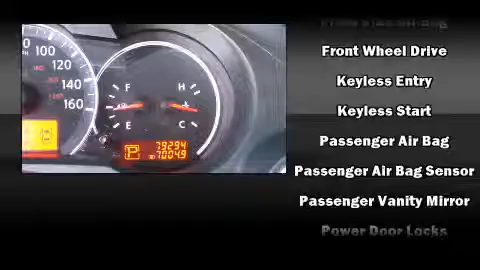 Front Wheel Drive
Keyless Entry
Keyless Start
Passenger Air Bag
Passenger Air Bag Sensor
Passenger Vanity Mirror
Power Door Locks
100
120
140
160
F
H
E
C
P
79294
70049